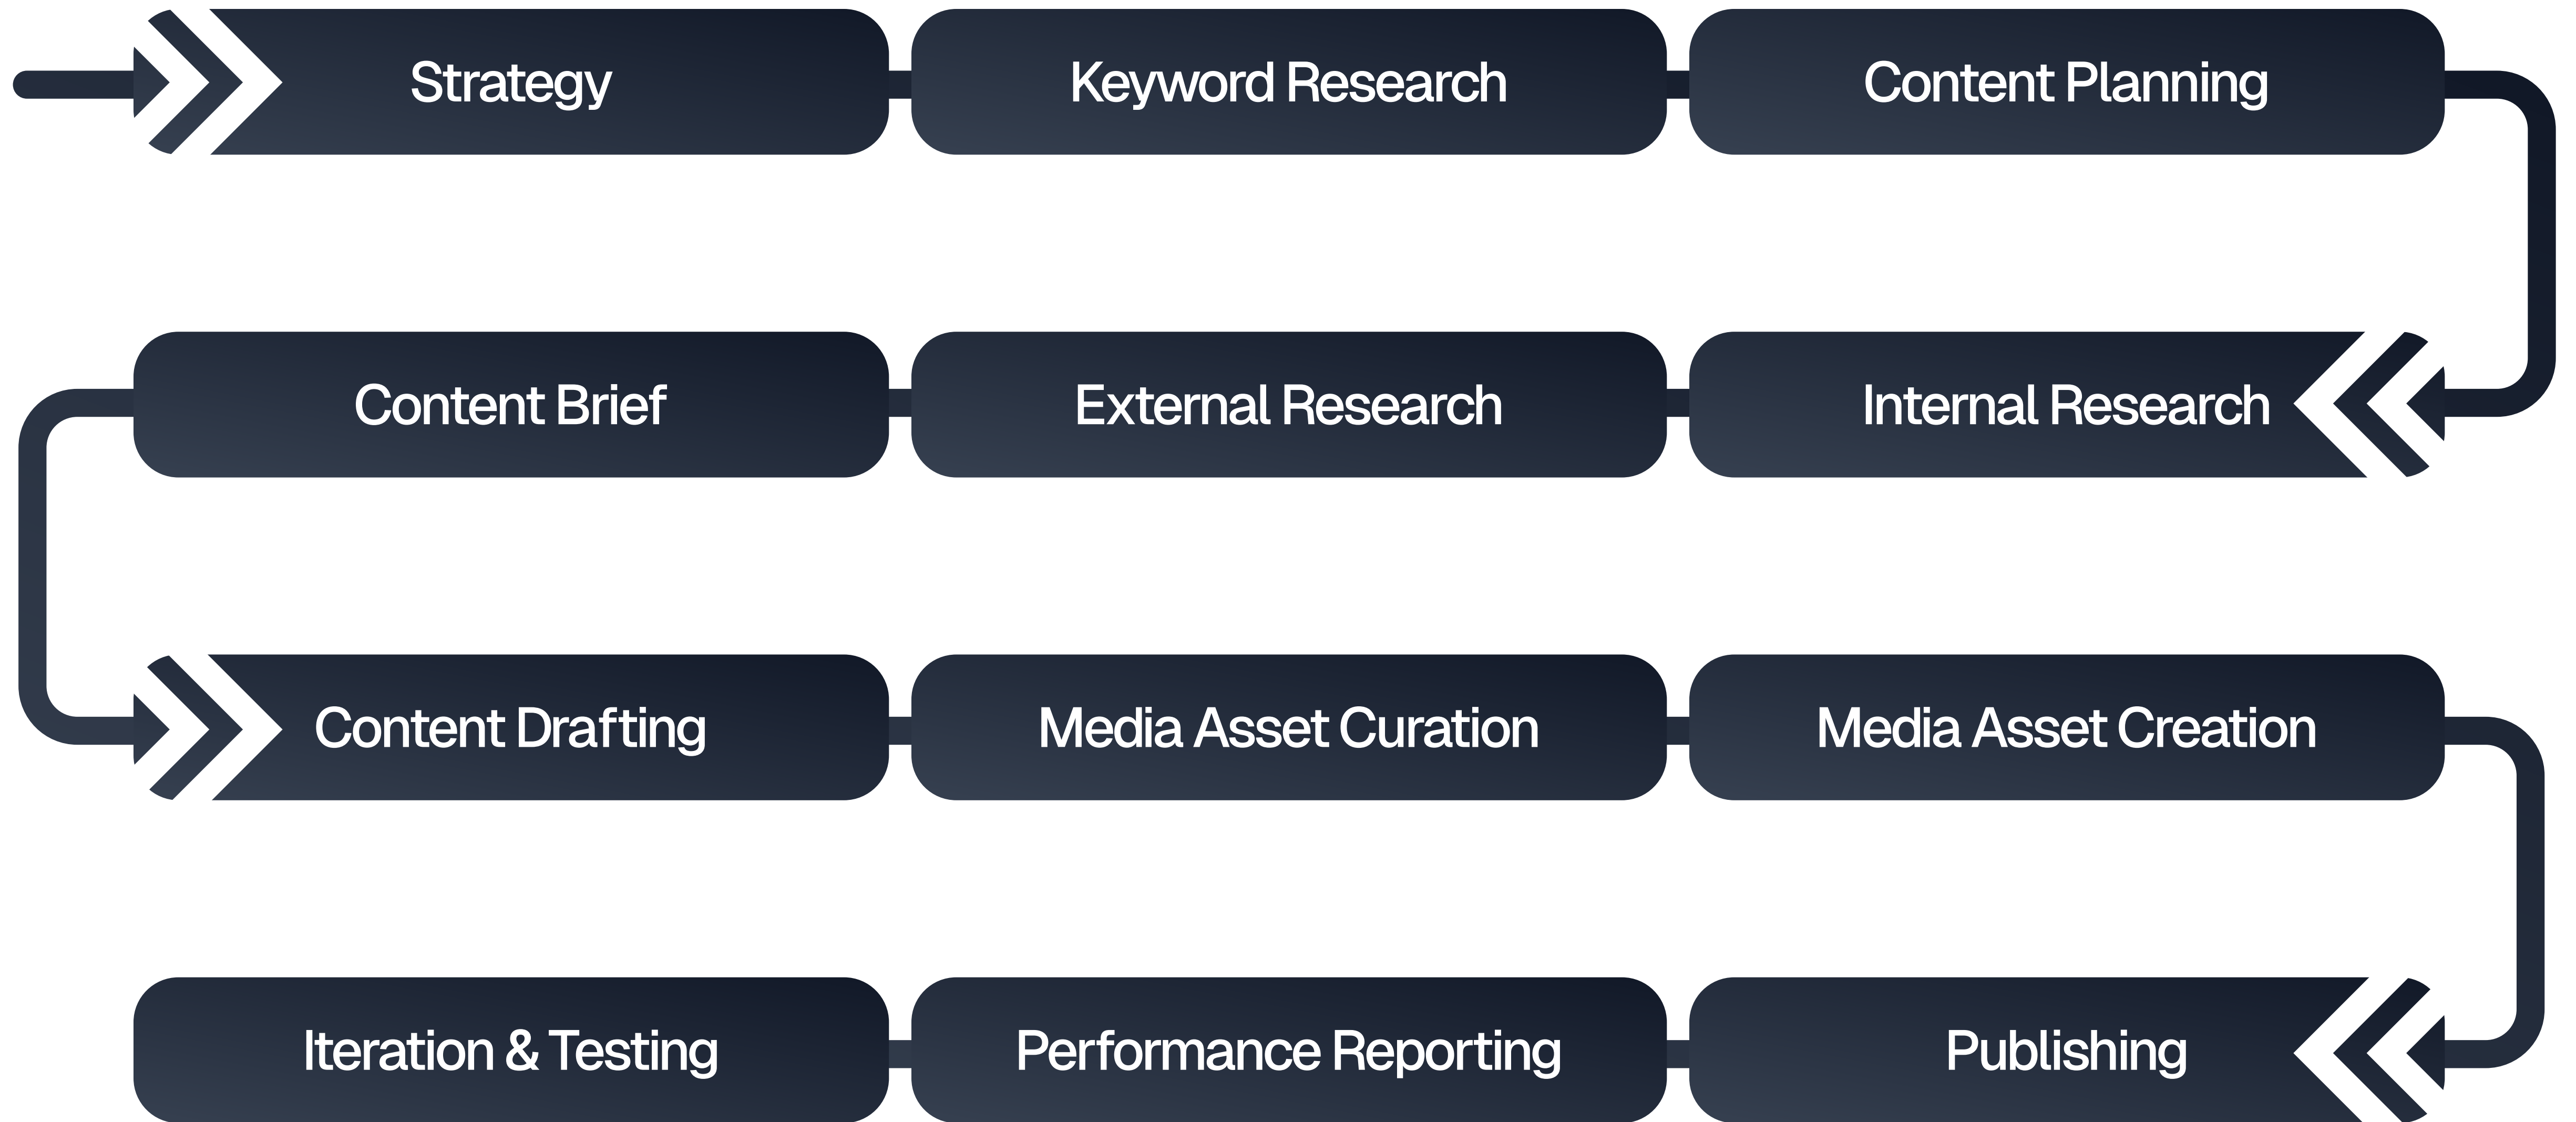 Strategy
Keyword Research
Content Planning
Internal Research
External Research
Content Brief
Content Drafting
Media Asset Curation
Media Asset Creation
Publishing
Performance Reporting
Iteration & Testing